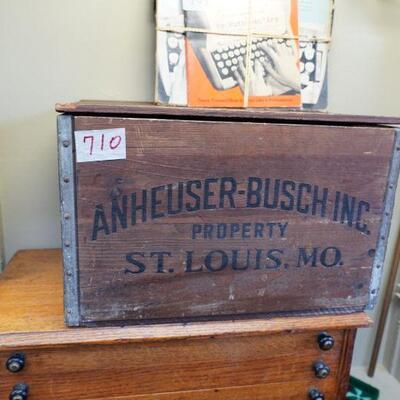 710
ANHEUSER-BUSCH INC.
PROPERTY
ST. LOUIS, MO.